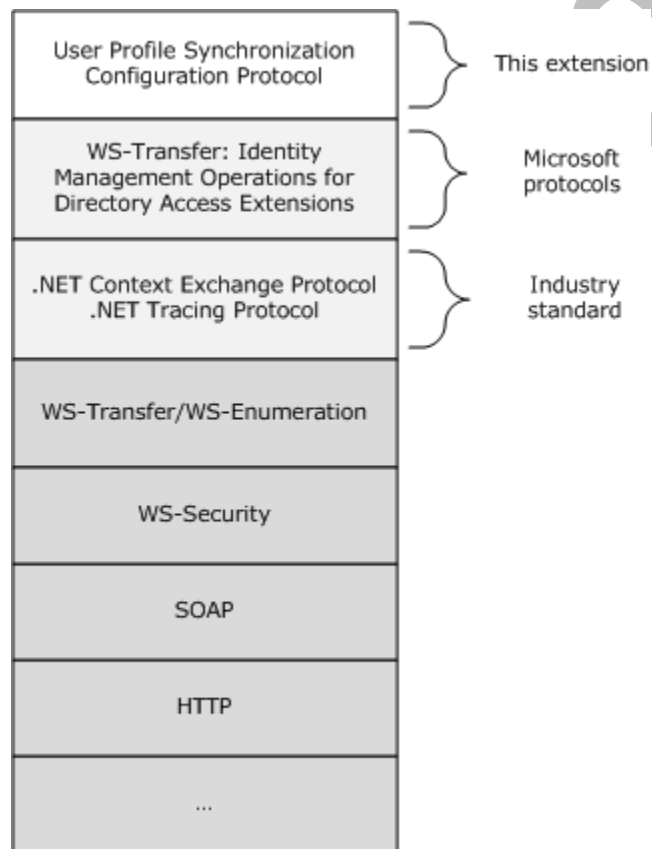 User Profile Synchronization
Configuration Protocol
This extension
WS-Transfer: Identity
Management Operations for
Directory Access Extensions
Microsoft
protocols
.NET Context Exchange Protocol
.NET Tracing Protocol
Industry
standard
WS-Transfer/WS-Enumeration
WS-Security
SOAP
HTTP
...